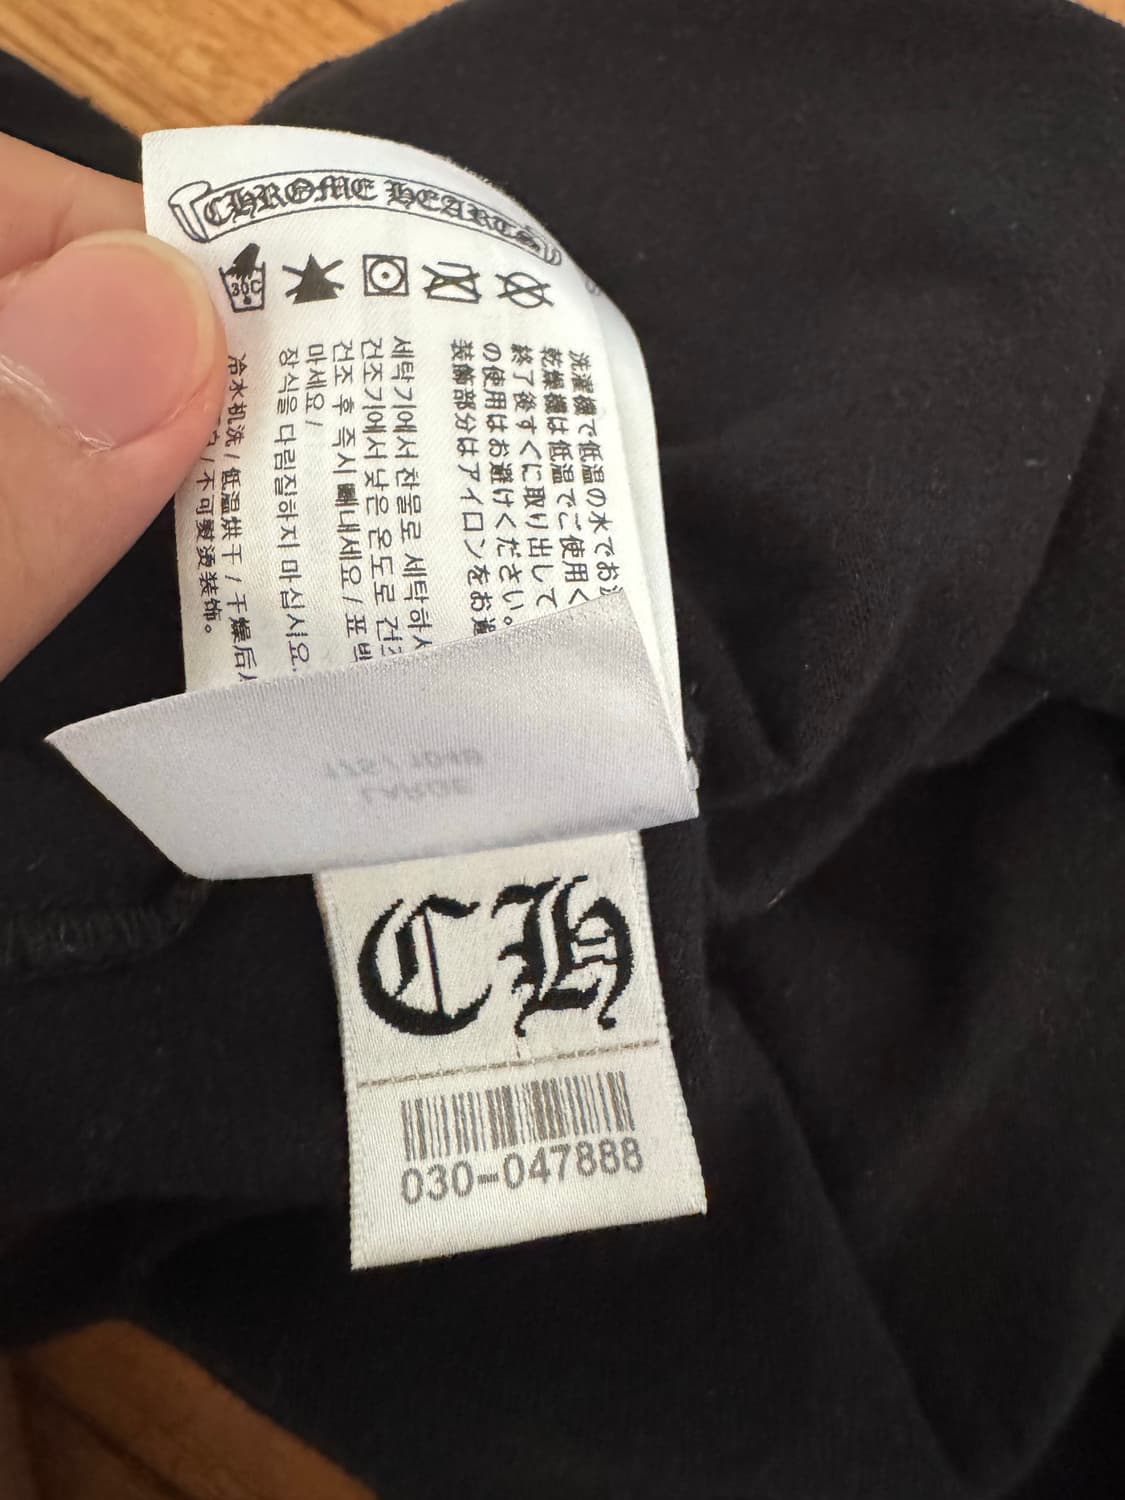 CHROME HEARTS
30C
洗濯機で低温の水でお
乾燥機は低温でご使用く
終了後すぐに取り出して
の使用はお避けください。
装飾部分はアイロンをお避
세탁기에서 찬물로 세탁하
건조기에서 낮은 온도로 건조
건조 후 즉시 빼내세요 / 표
마세요 /
장식을 다림질하지 마십시요.
冷水机洗 / 低温烘干 / 干燥后
/ 不可熨烫装饰。
LARGE
CH
030-047888